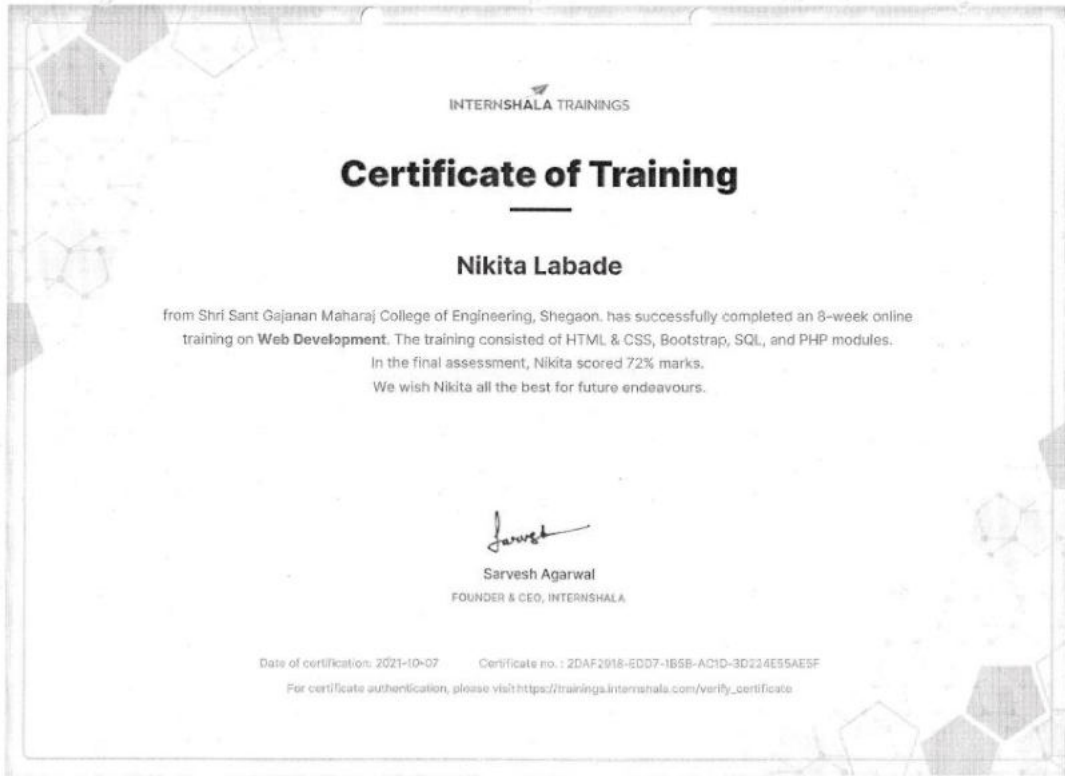 INTERNSHALA TRAININGS
Certificate of Training
Nikita Labade
from Shri Sant Gajanan Maharaj College of Engineering, Shegaon. has successfully completed an 8-week online
training on Web Development. The training consisted of HTML & CSS, Bootstrap, SQL, and PHP modules.
In the final assessment, Nikita scored 72% marks.
We wish Nikita all the best for future endeavours.
Sarvesh
Sarvesh Agarwal
FOUNDER & CEO, INTERNSHALA
Date of certification: 2021-10-07 Certificate no. :
For certificate authentication, please visit https://trainings.internshala.com/verify_certificate